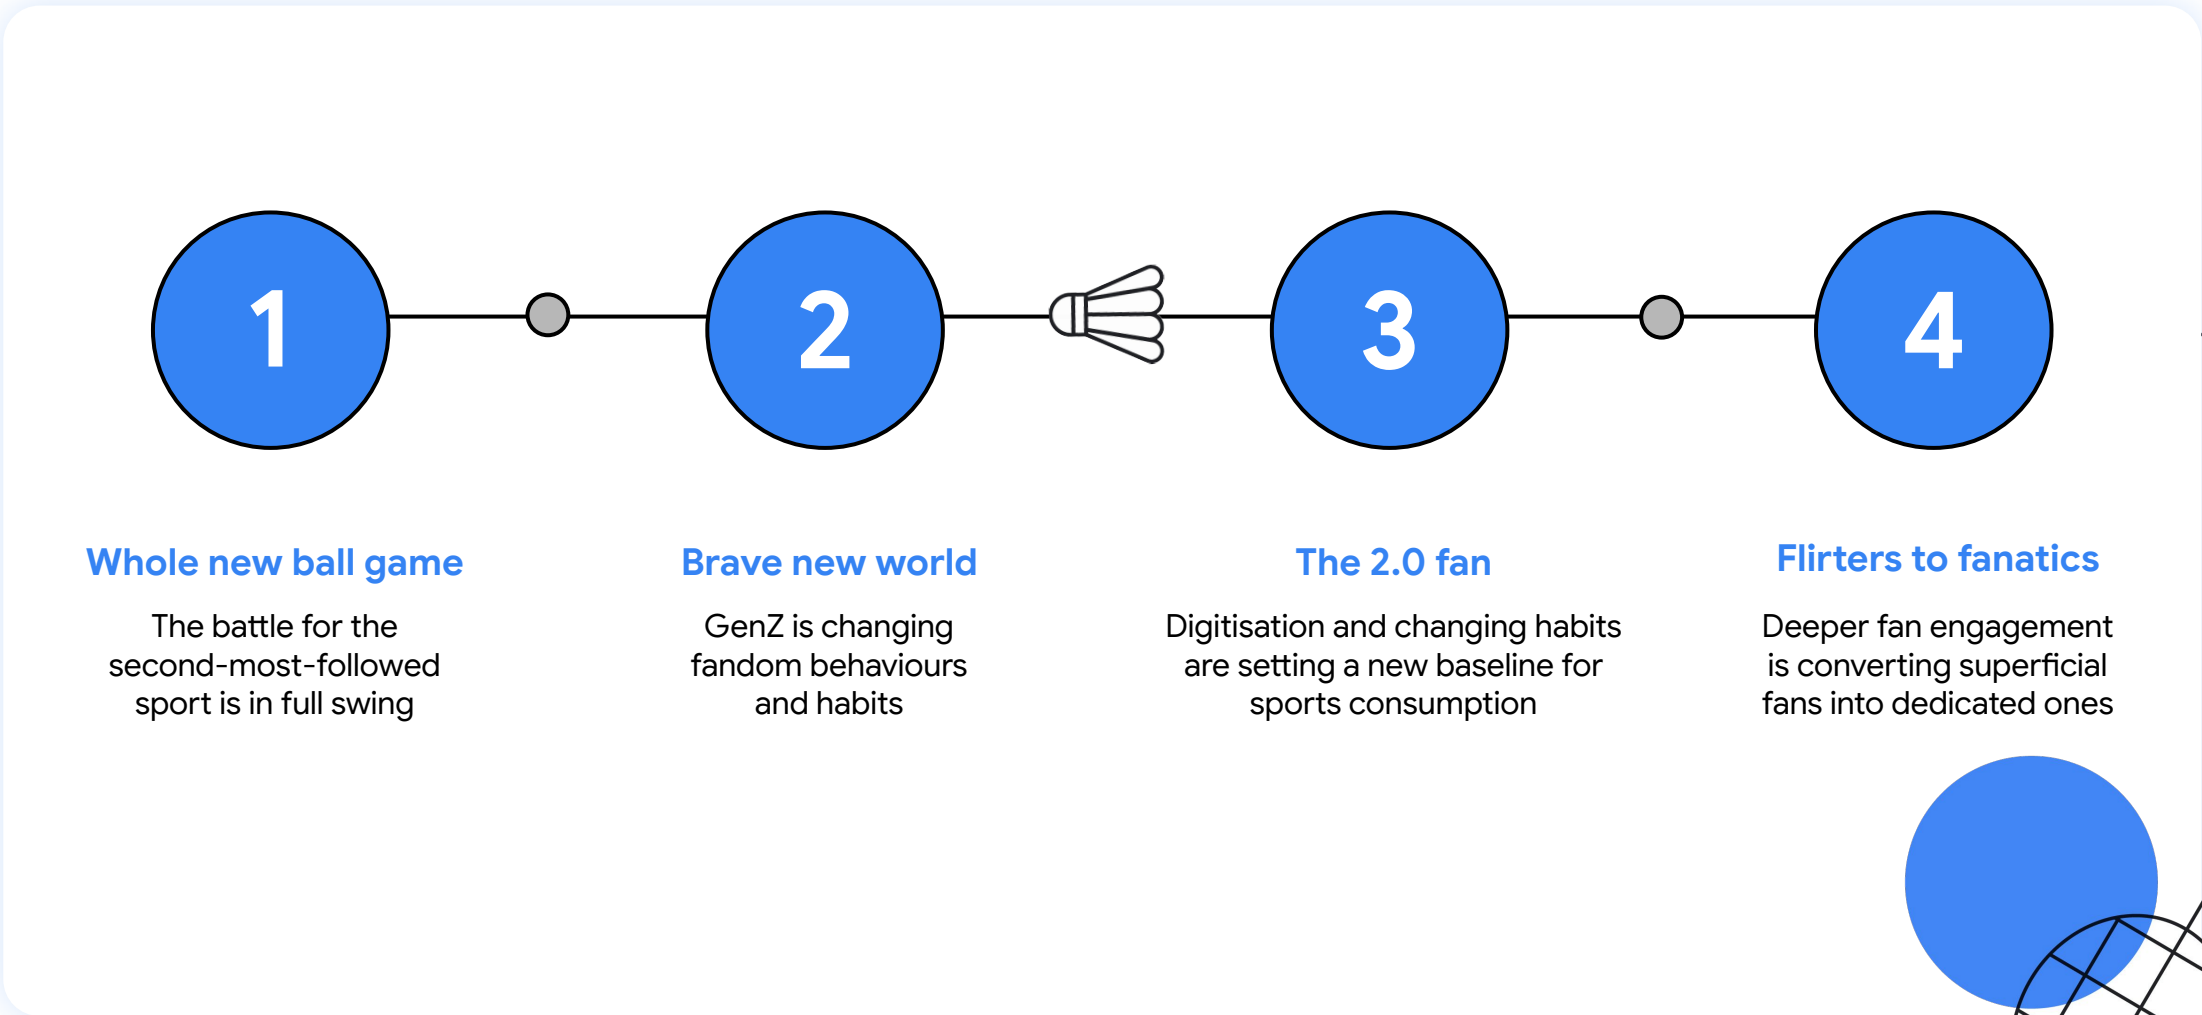 1
2
3
4
Whole new ball game
The battle for the
second-most-followed
sport is in full swing
Brave new world
GenZ is changing
fandom behaviours
and habits
The 2.0 fan
Digitisation and changing habits
are setting a new baseline for
sports consumption
Flirters to fanatics
Deeper fan engagement
is converting superficial
fans into dedicated ones